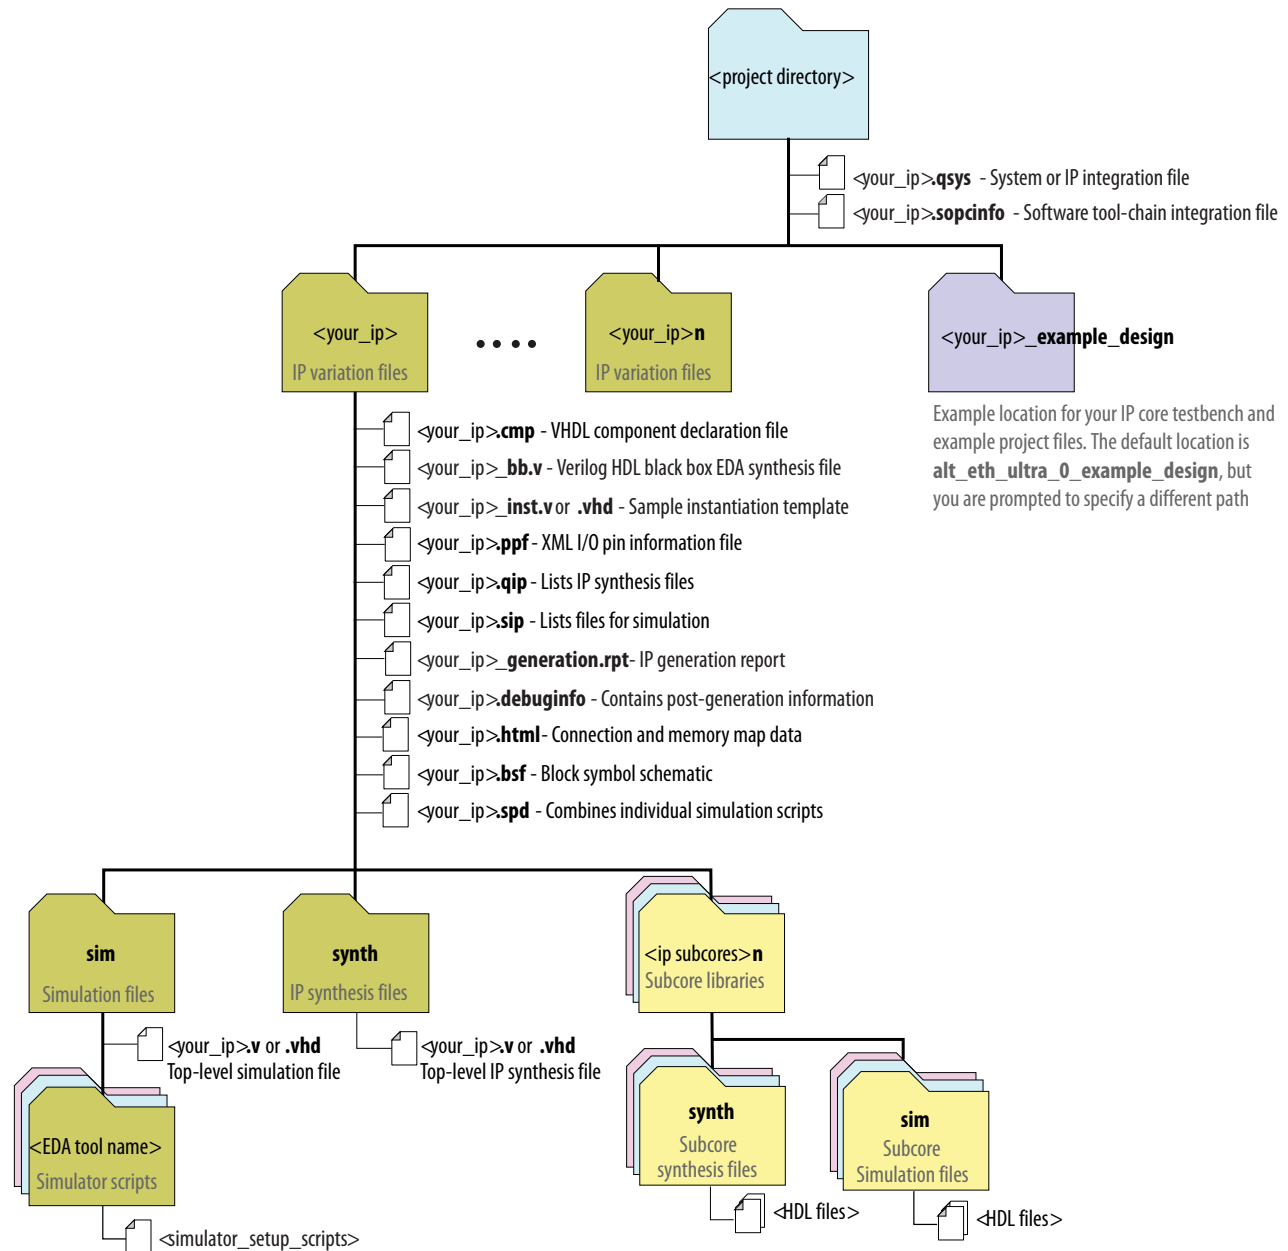 <project directory>
<your_ip>.qsys - System or IP integration file
<your_ip>.sopcinfo - Software tool-chain integration file
<your_ip>
IP variation files
<your_ip>n
IP variation files
<your_ip>_example_design
Example location for your IP core testbench and
example project files. The default location is
alt_eth_ultra_0_example_design, but
you are prompted to specify a different path
<your_ip>.cmp - VHDL component declaration file
<your_ip>_bb.v - Verilog HDL black box EDA synthesis file
<your_ip>_inst.v or .vhd - Sample instantiation template
<your_ip>.ppf - XML I/O pin information file
<your_ip>.qip - Lists IP synthesis files
<your_ip>.sip - Lists files for simulation
<your_ip>_generation.rpt- IP generation report
<your_ip>.debuginfo - Contains post-generation information
<your_ip>.html- Connection and memory map data
<your_ip>.bsf - Block symbol schematic
<your_ip>.spd - Combines individual simulation scripts
sim
Simulation files
synth
IP synthesis files
<ip subcores>n
Subcore libraries
<your_ip>.v or .vhd
Top-level simulation file
<your_ip>.v or .vhd
Top-level IP synthesis file
<EDA tool name>
Simulator scripts
synth
Subcore
synthesis files
sim
Subcore
Simulation files
<HDL files>
<HDL files>
<simulator_setup_scripts>